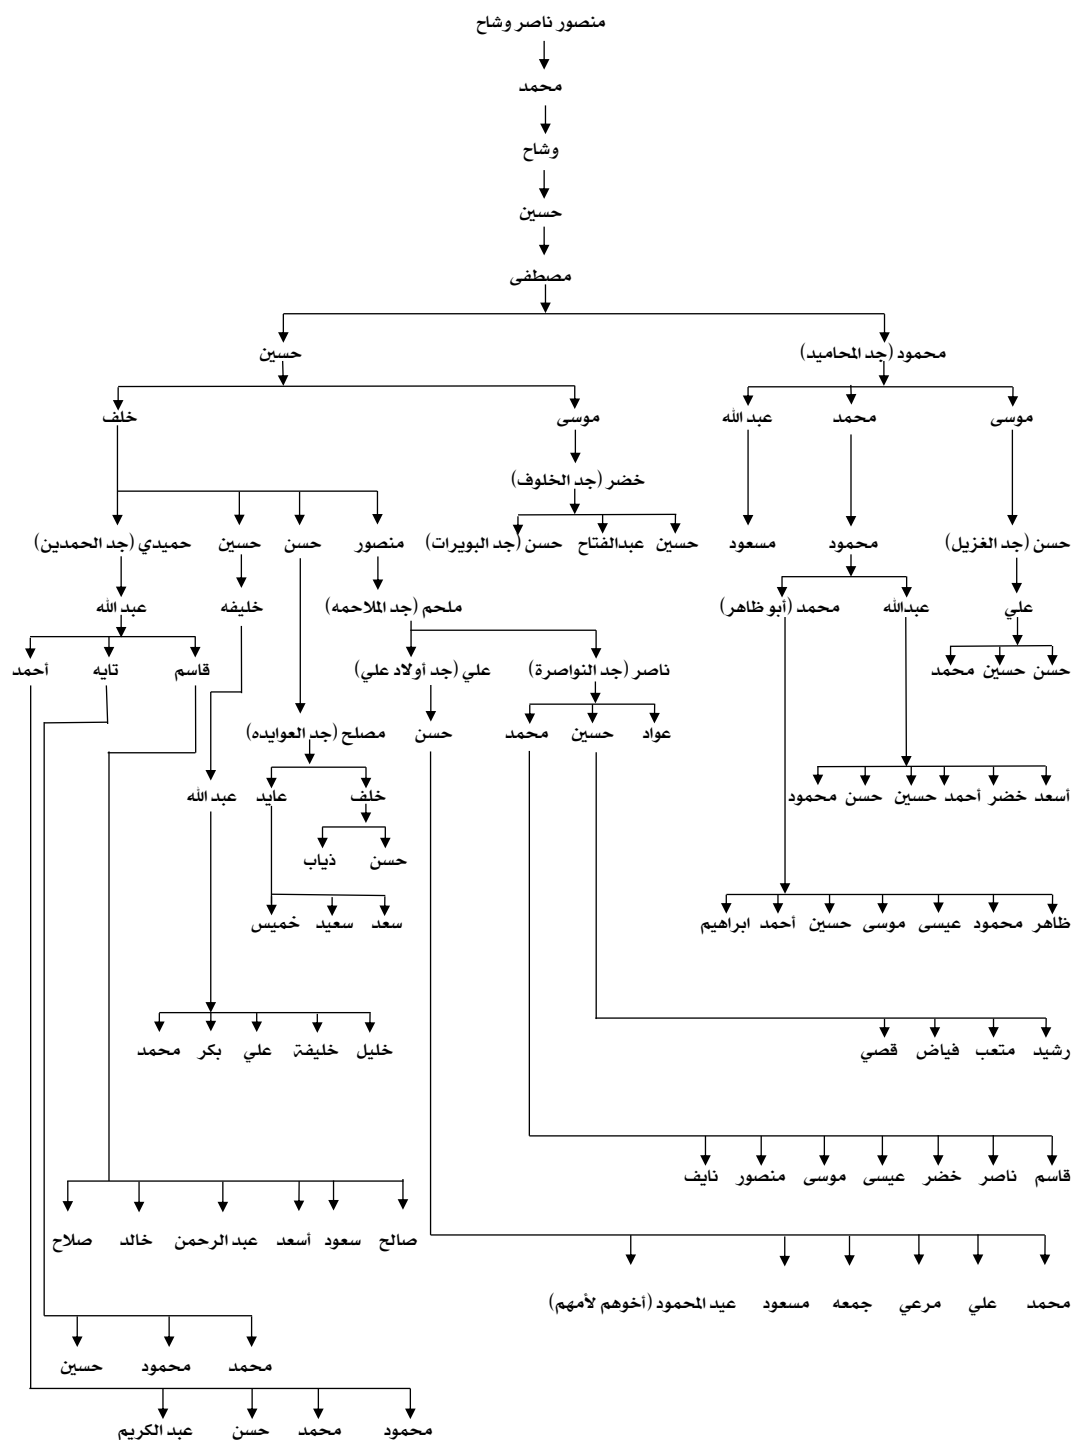 منصور ناصر وشاح
محمد
وشاح
حسين
مصطفى
محمود (جد المحاميد) حسين
موسى محمد عبد الله موسى خلف
خضر (جد الخلوف)
حسن (جد الغزيل) محمود مسعود حسين عبدالفتاح حسن (جد البويرات) منصور حسن حسين حميدي (جد الحمدين)
علي عبدالله محمد (أبو ظاهر) ملحم (جد الملاحمه) خليفه عبد الله
حسن حسين محمد ناصر (جد النواصرة) علي (جد أولاد علي) قاسم تايه أحمد
عواد حسين محمد حسن مصلح (جد العوايده)
أسعد خضر أحمد حسين حسن محمود خلف عايد عبد الله
حسن ذياب
ظاهر محمود عيسى موسى حسين أحمد ابراهيم سعد سعيد خميس
رشيد متعب فياض قصي خليل خليفة علي بكر محمد
قاسم ناصر خضر عيسى موسى منصور نايف
صالح سعود أسعد عبد الرحمن خالد صلاح
محمد علي مرعي جمعه مسعود عيد المحمود (أخوهم لأمهم)
محمد محمود حسين
محمود محمد حسن عبد الكريم